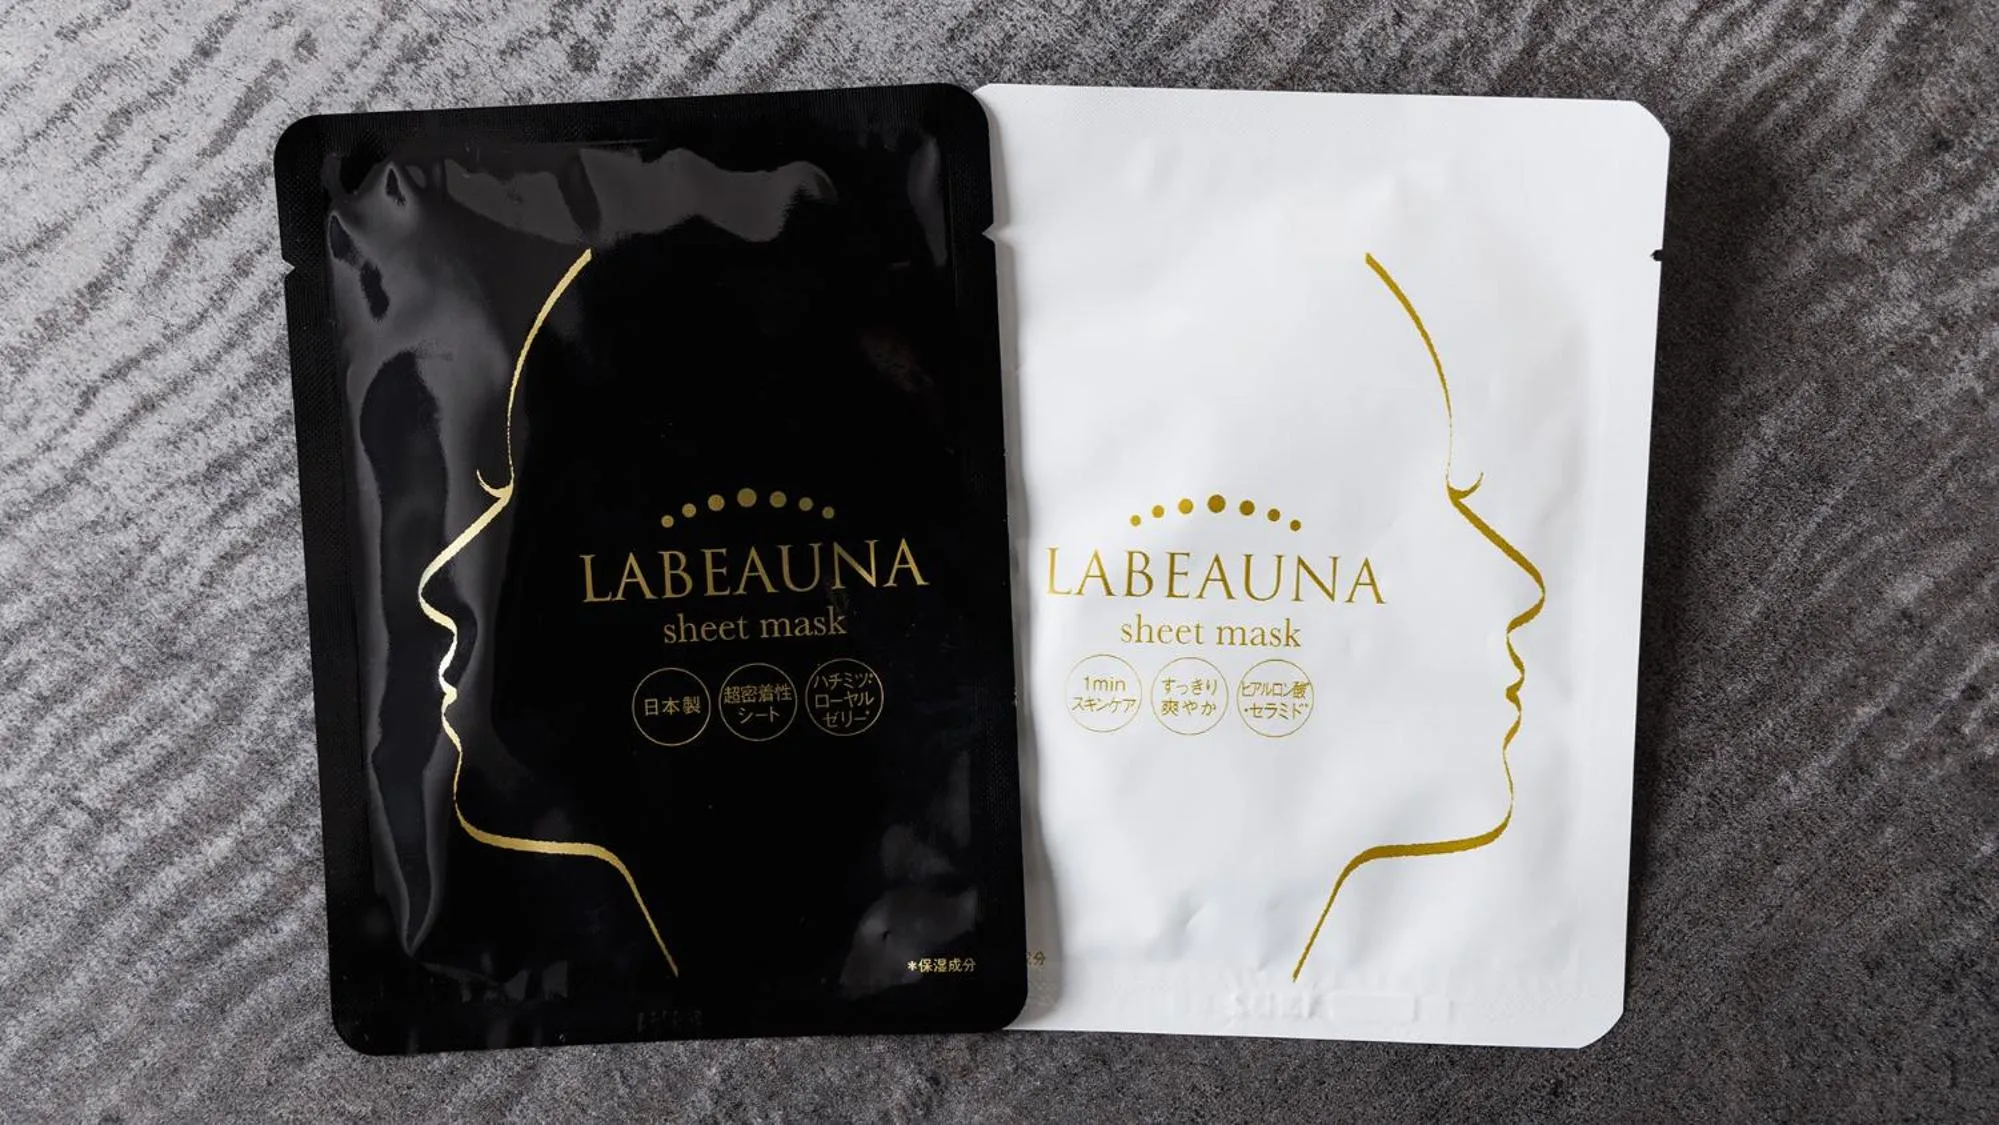 LABEAUNA
sheet mask
日本製
超密着性
シート
ハチミツ*
ローヤル
ゼリー*
*保湿成分
LABEAUNA
sheet mask
1min
スキンケア
すっきり
爽やか
ヒアルロン酸*
・セラミド*
分